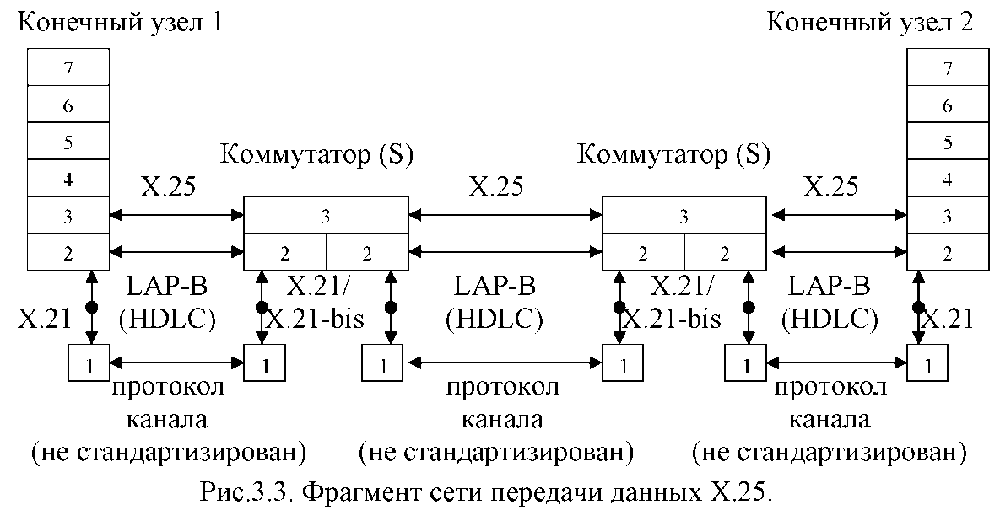 Конечный узел 1
Конечный узел 2
7
7
6
6
5
5
Коммутатор (S)
Коммутатор (S)
4
4
X.25
X.25
X.25
3
3
3
3
2
2
2
2
2
2
LAP-B
X.21/
LAP-B
X.21/
LAP-B
X.21
(HDLC)
X.21-bis
(HDLC)
X.21-bis
(HDLC)
X.21
1
1
1
1
1
1
протокол
протокол
протокол
канала
канала
канала
(не стандартизирован)
(не стандартизирован)
(не стандартизирован)
Рис.3.3. Фрагмент сети передачи данных X.25.